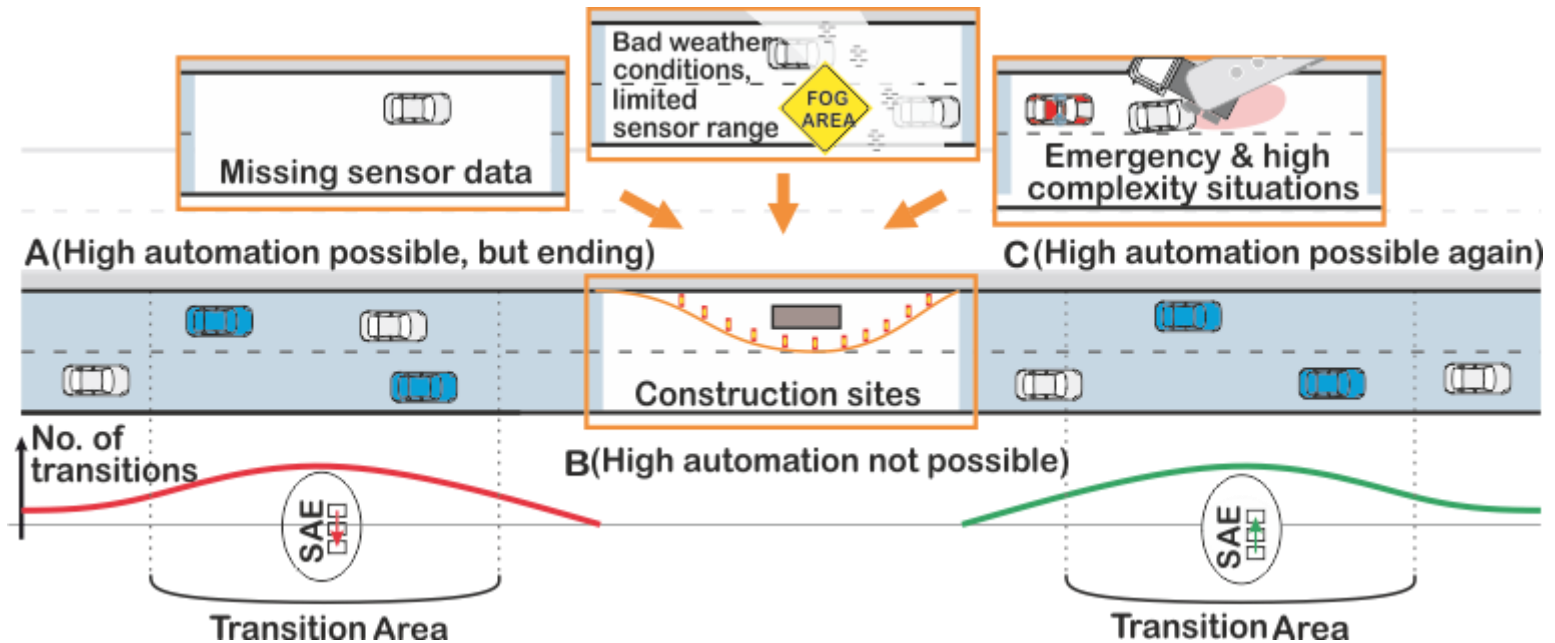 Missing sensor data
Bad weather
conditions,
limited
sensor range
FOG
AREA
Emergency & high
complexity situations
A (High automation possible, but ending)
C (High automation possible again)
Construction sites
B (High automation not possible)
No. of
transitions
SAE
SAE
Transition Area
Transition Area